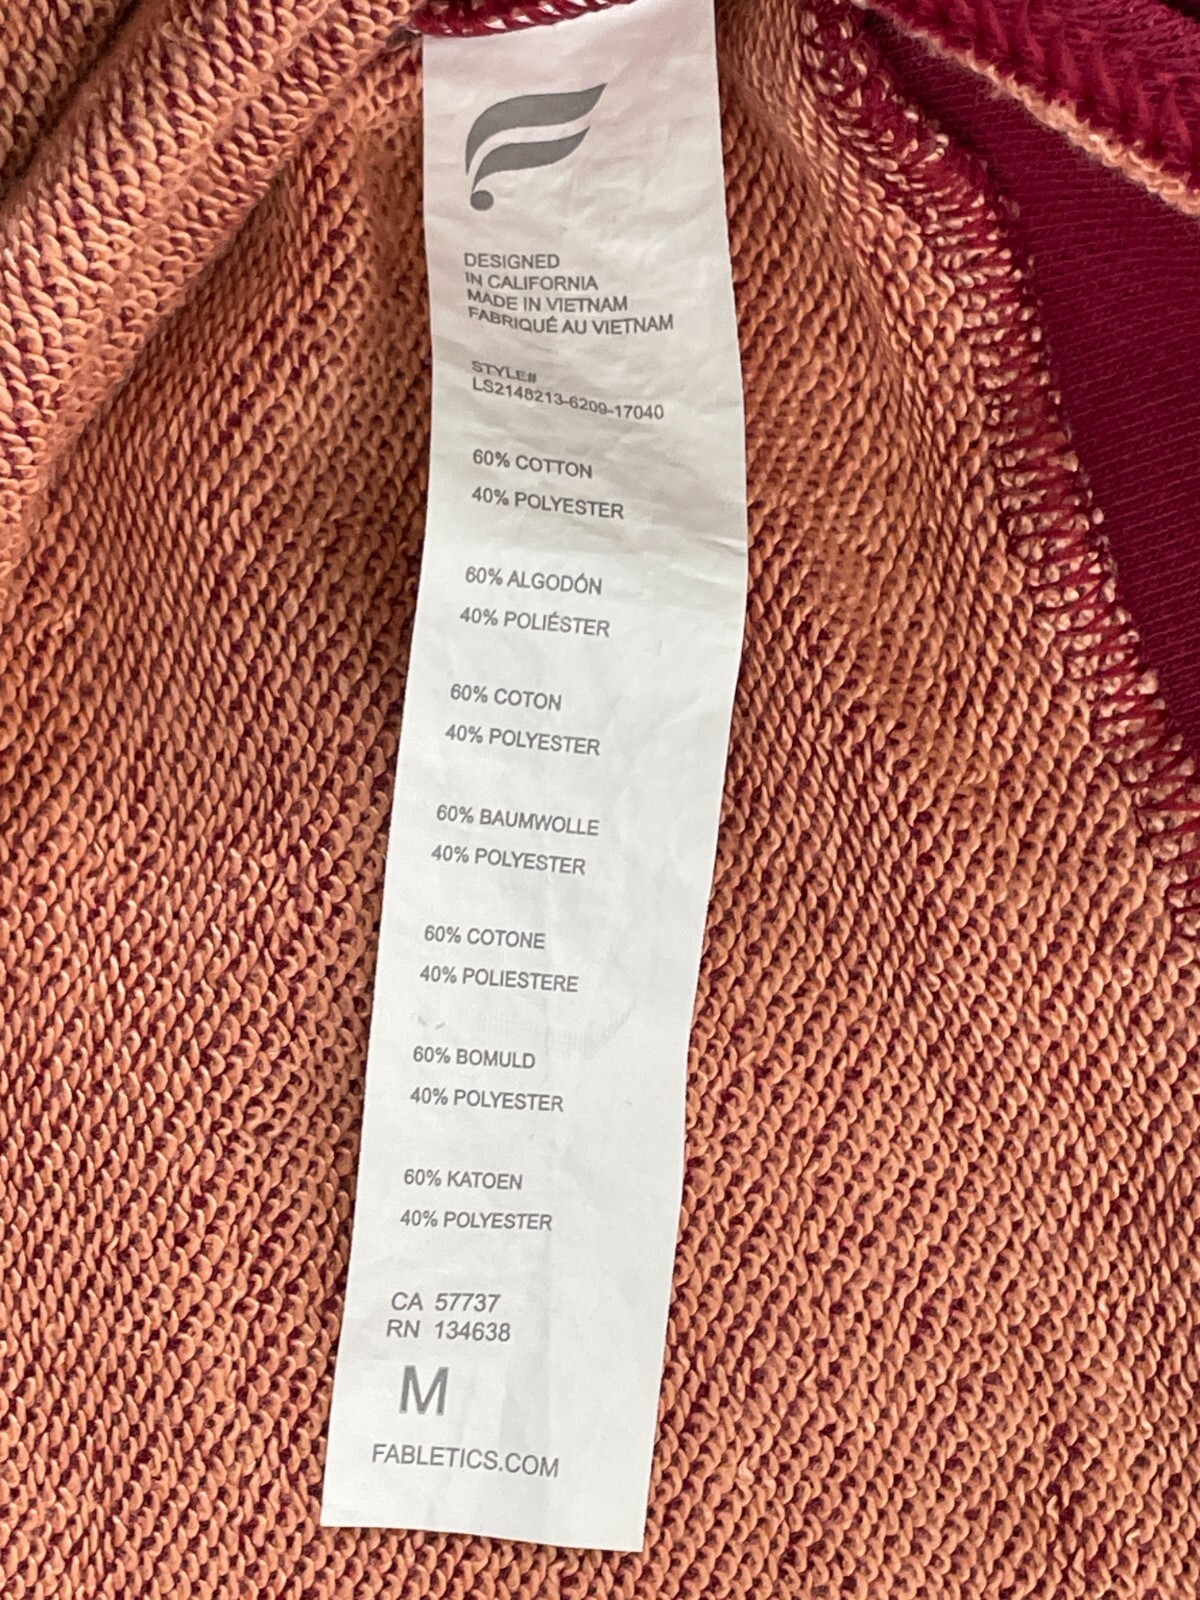 DESIGNED
IN CALIFORNIA
MADE IN VIETNAM
FABRIQUÉ AU VIETNAM
STYLE#
LS2148213-6209-17040
60% COTTON
40% POLYESTER
60% ALGODÓN
40% POLIÉSTER
60% COTON
40% POLYESTER
60% BAUMWOLLE
40% POLYESTER
60% COTONE
40% POLIESTERE
60% BOMULD
40% POLYESTER
60% KATOEN
40% POLYESTER
CA 57737
RN 134638
M
FABLETICS.COM